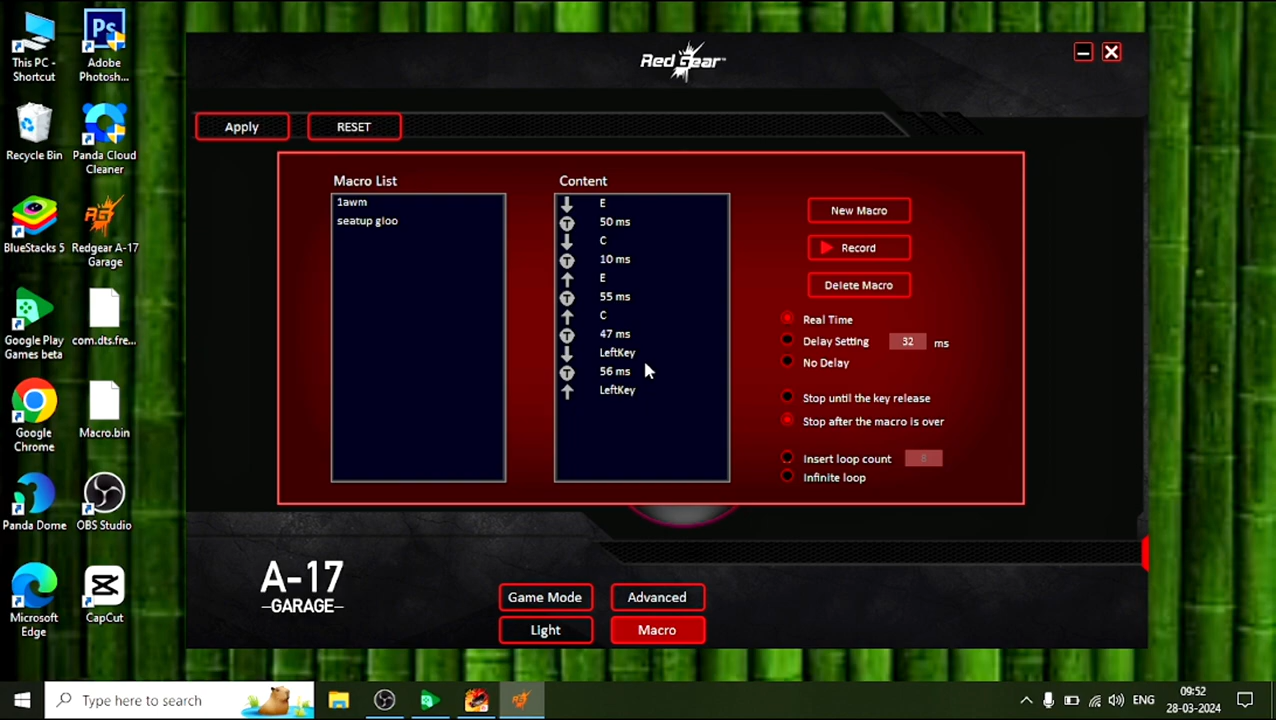 This PC -
Shortcut
Adobe
Photosh...
Recycle Bin
Panda Cloud
Cleaner
BlueStacks 5
Redgear A-17
Garage
Google Play
Games beta
com.dts.fre...
Google
Chrome
Macro.bin
Panda Dome
OBS Studio
Microsoft
Edge
CapCut
Red Gear
Apply
RESET
Macro List
1awm
seatup gloo
Content
E
50 ms
C
10 ms
E
55 ms
C
47 ms
LeftKey
56 ms
LeftKey
New Macro
Record
Delete Macro
Real Time
Delay Setting 32 ms
No Delay
Stop until the key release
Stop after the macro is over
Insert loop count 8
Infinite loop
A-17
GARAGE
Game Mode
Advanced
Light
Macro
Type here to search
ENG
09:52
28-03-2024